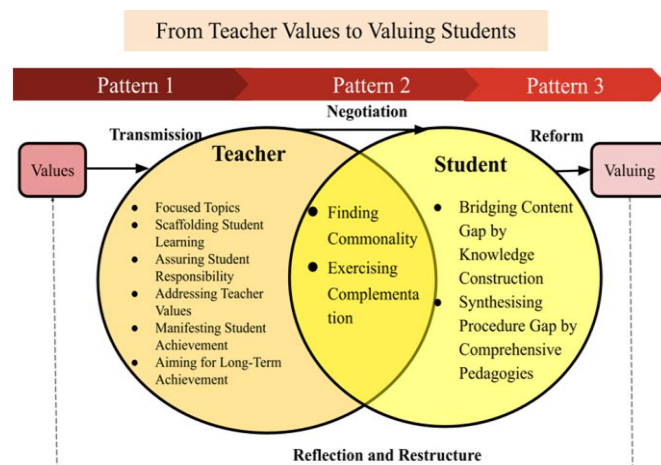 From Teacher Values to Valuing Students
Pattern 1
Pattern 2
Pattern 3
Transmission
Negotiation
Reform
Values
Teacher
Student
Valuing
• Focused Topics
• Scaffolding Student
Learning
• Assuring Student
Responsibility
• Addressing Teacher
Values
• Manifesting Student
Achievement
• Aiming for Long-Term
Achievement
• Finding
Commonality
• Exercising
Complementa
tion
• Bridging Content
Gap by
Knowledge
Construction
• Synthesising
Procedure Gap by
Comprehensive
Pedagogies
Reflection and Restructure